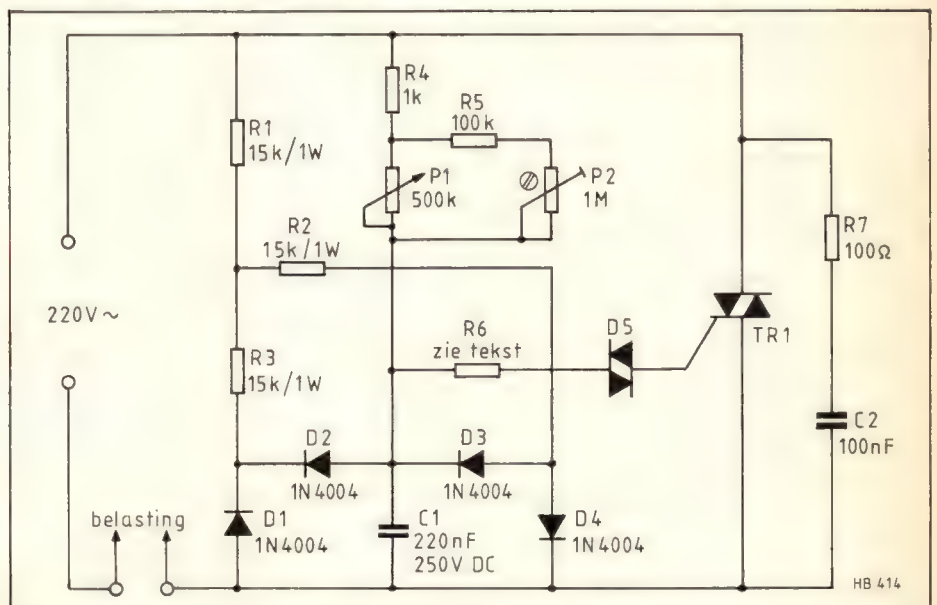 R4
1k
R5
100k
R1
15k/1W
P1
500k
P2
1M
R2
15k/1W
R7
100Ω
220V~
R6
zie tekst
D5
TR1
R3
15k/1W
C2
100nF
D2
1N4004
D3
1N4004
belasting
D1
1N4004
C1
220nF
250V DC
D4
1N4004
HB 414